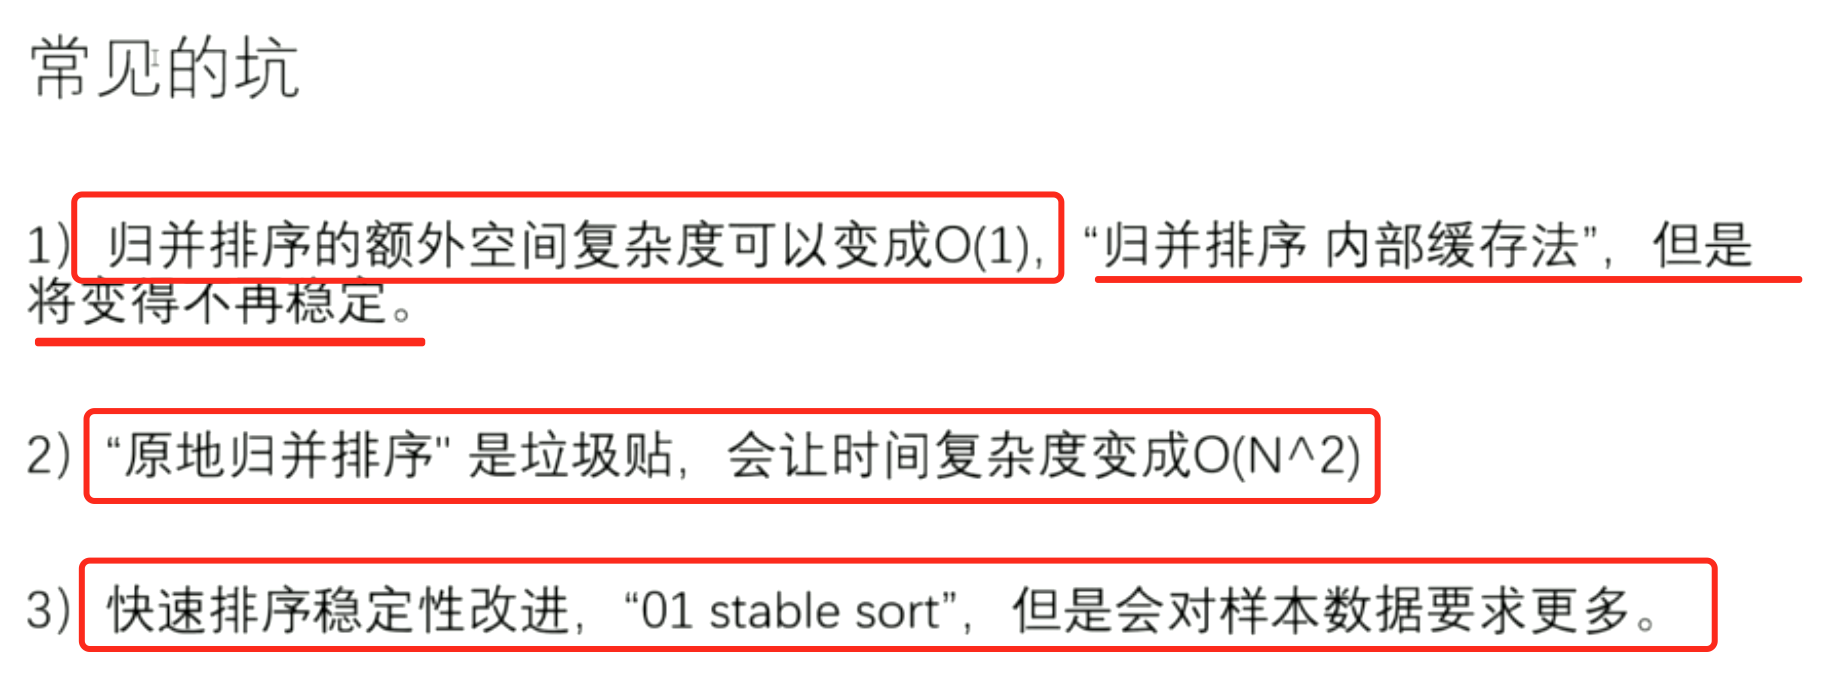 常见的坑
1) 归并排序的额外空间复杂度可以变成O(1), “归并排序 内部缓存法”, 但是
将变得不再稳定。
2) “原地归并排序" 是垃圾贴, 会让时间复杂度变成O(N^2)
3) 快速排序稳定性改进, “01 stable sort”, 但是会对样本数据要求更多。